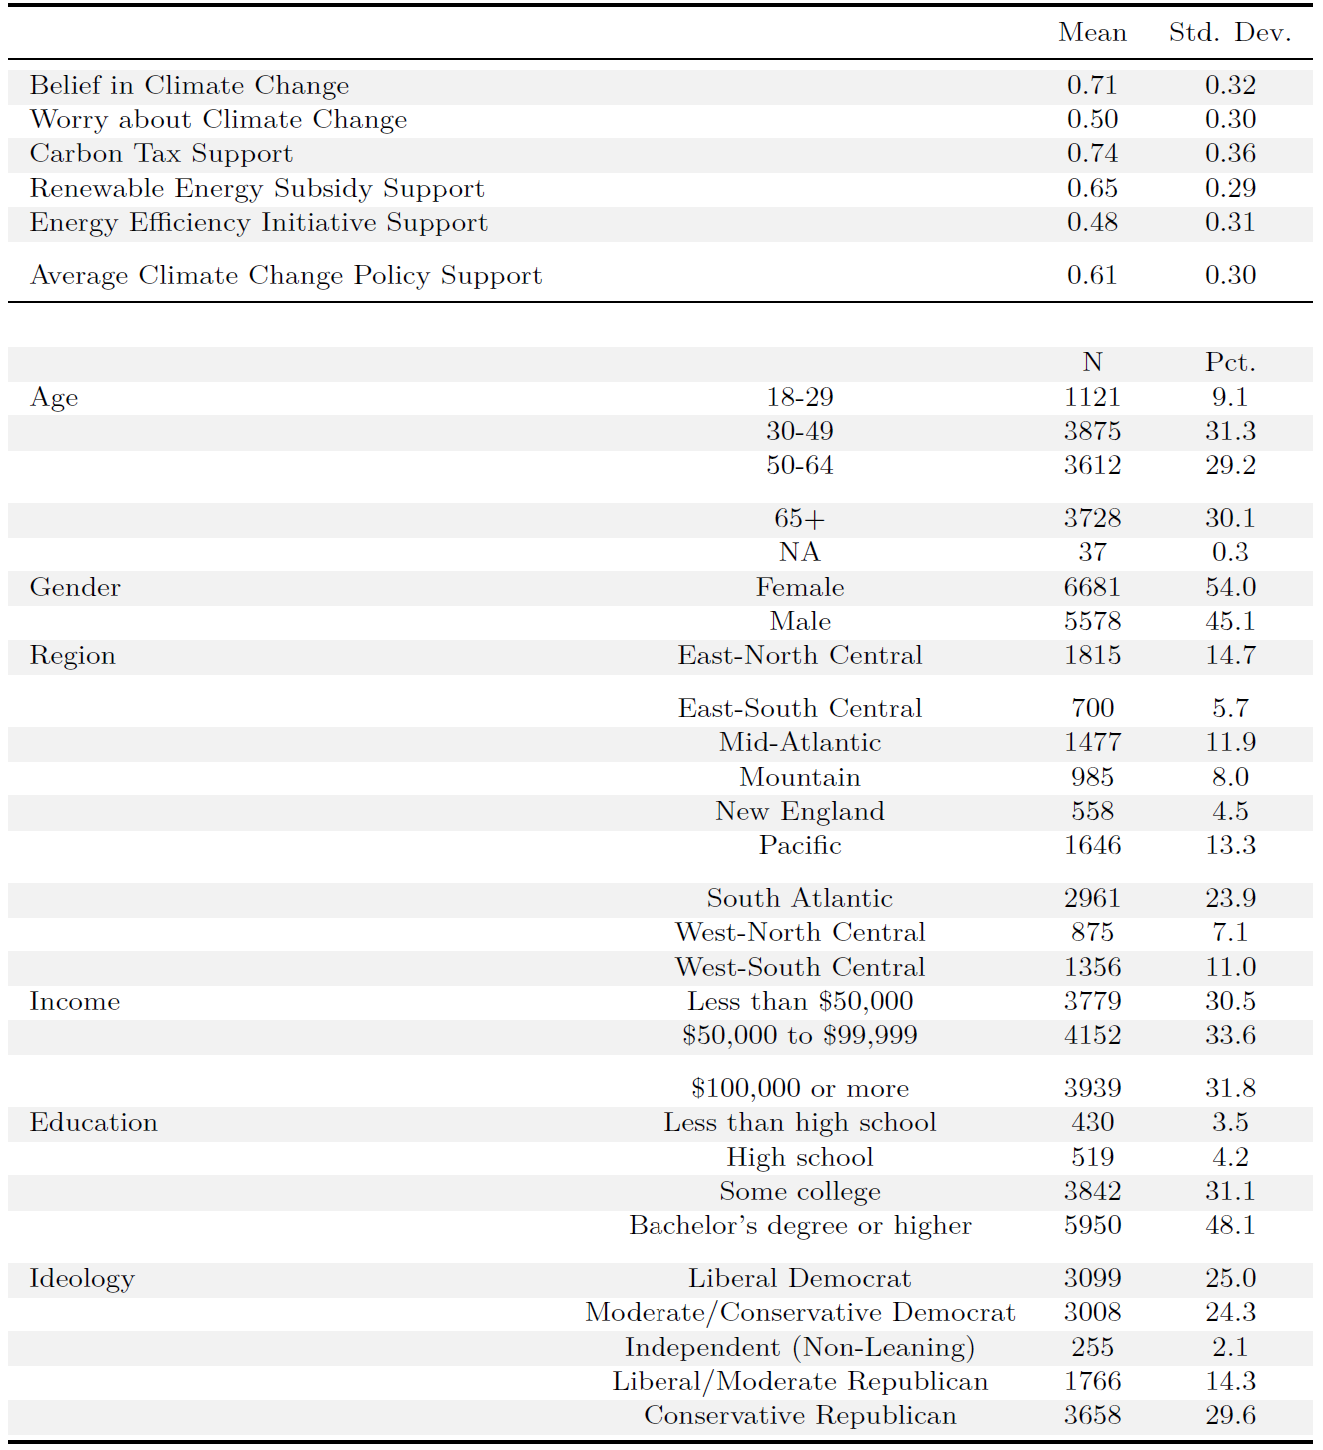 Mean Std. Dev.
Belief in Climate Change 0.71 0.32
Worry about Climate Change 0.50 0.30
Carbon Tax Support 0.74 0.36
Renewable Energy Subsidy Support 0.65 0.29
Energy Efficiency Initiative Support 0.48 0.31
Average Climate Change Policy Support 0.61 0.30
N Pct.
Age 18-29 1121 9.1
30-49 3875 31.3
50-64 3612 29.2
65+ 3728 30.1
NA 37 0.3
Gender Female 6681 54.0
Male 5578 45.1
Region East-North Central 1815 14.7
East-South Central 700 5.7
Mid-Atlantic 1477 11.9
Mountain 985 8.0
New England 558 4.5
Pacific 1646 13.3
South Atlantic 2961 23.9
West-North Central 875 7.1
West-South Central 1356 11.0
Income Less than $50,000 3779 30.5
$50,000 to $99,999 4152 33.6
$100,000 or more 3939 31.8
Education Less than high school 430 3.5
High school 519 4.2
Some college 3842 31.1
Bachelor's degree or higher 5950 48.1
Ideology Liberal Democrat 3099 25.0
Moderate/Conservative Democrat 3008 24.3
Independent (Non-Leaning) 255 2.1
Liberal/Moderate Republican 1766 14.3
Conservative Republican 3658 29.6